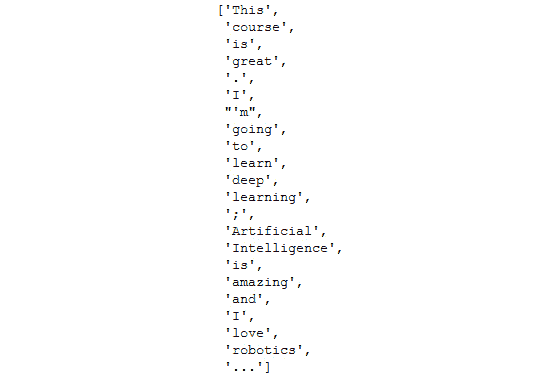 ['This',
'course',
'is',
'great',
'.',
'I',
"'m",
'going',
'to',
'learn',
'deep',
'learning',
';',
'Artificial',
'Intelligence',
'is',
'amazing',
'and',
'I',
'love',
'robotics',
'...']